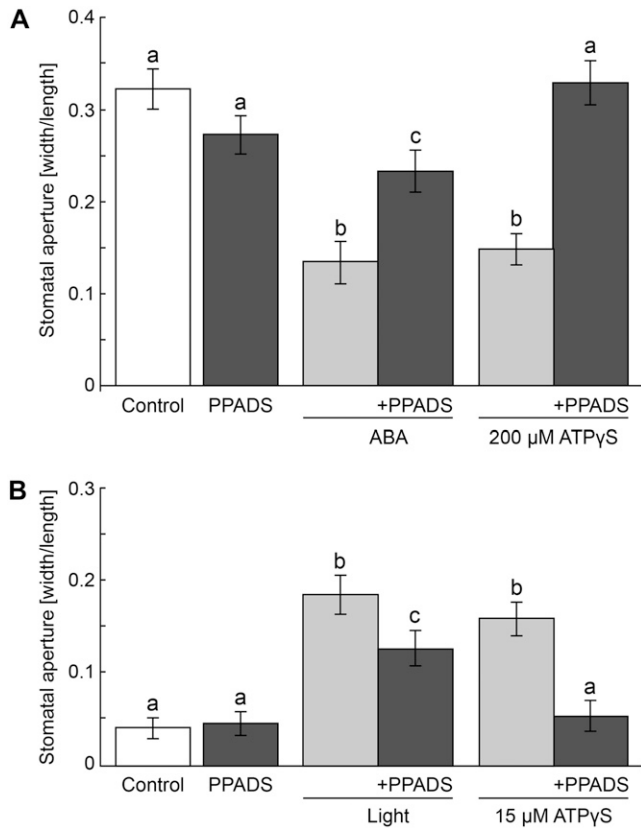 A
Stomatal aperture [width/length]
0.4
0.3
0.2
0.1
0
a
a
b
c
b
a
Control
PPADS
+PPADS
+PPADS
ABA
200 µM ATPγS
B
Stomatal aperture [width/length]
0.3
0.2
0.1
0
a
a
b
c
b
a
Control
PPADS
+PPADS
+PPADS
Light
15 µM ATPγS